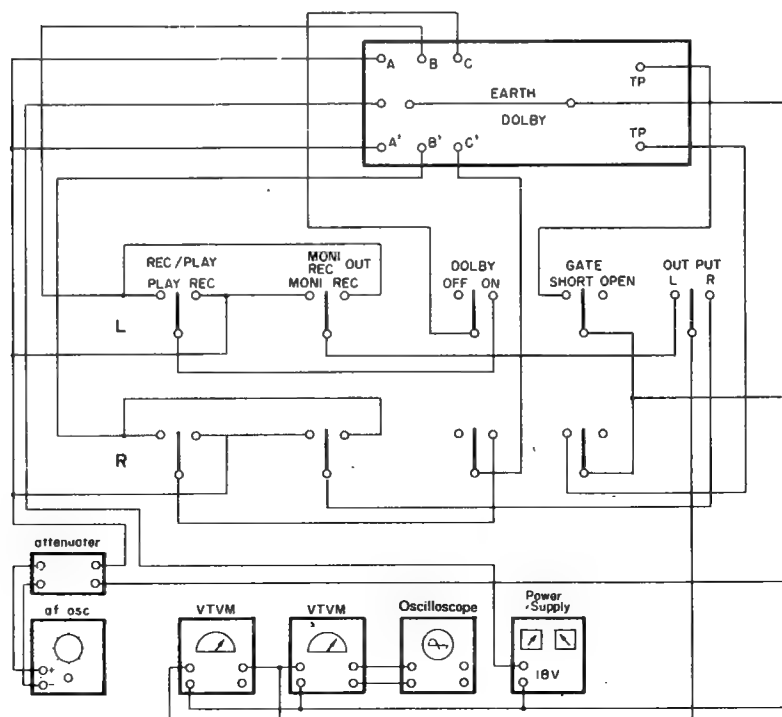 A B C
TP
EARTH
DOLBY
A' B' C'
TP
REC/PLAY
MONI
REC OUT
DOLBY
GATE
OUT PUT
PLAY REC
MONI REC
OFF ON
SHORT OPEN
L R
L
R
attenuater
af osc
+
-
VTVM
VTVM
Oscilloscope
Power
Supply
18V